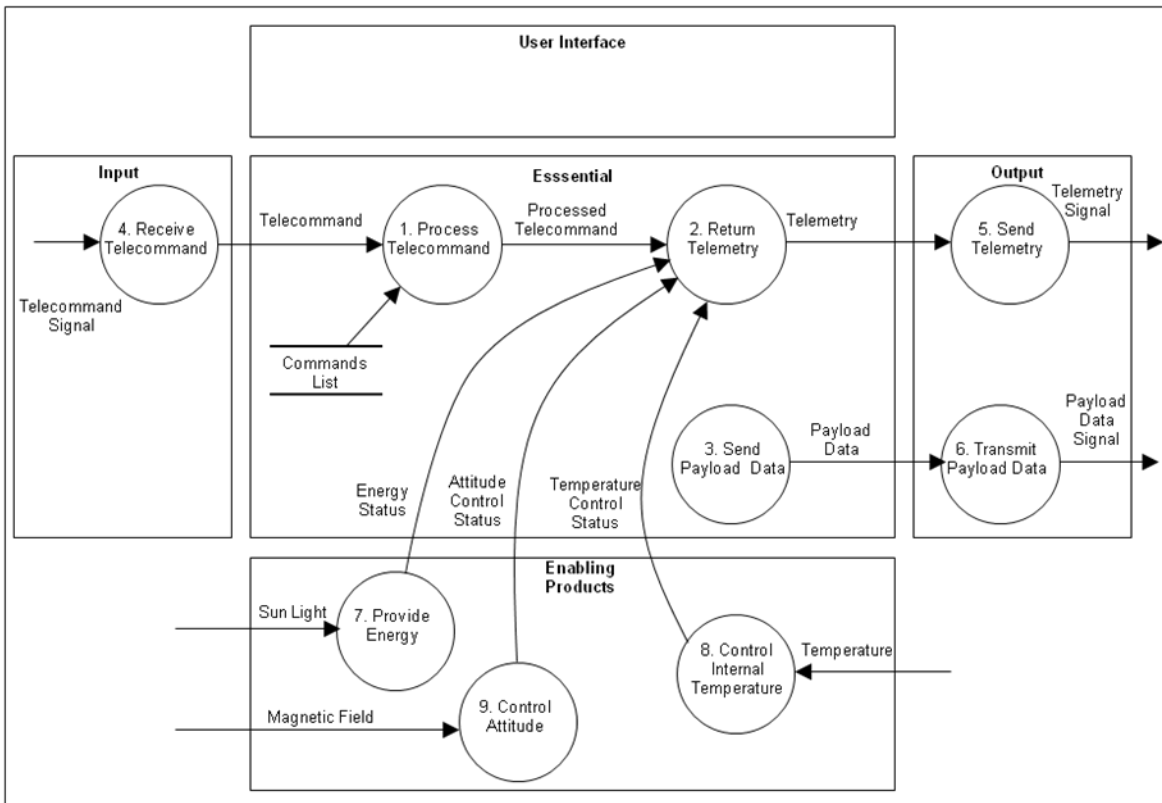 User Interface
Input
Esssential
Output
4. Receive
Telecommand
Telecommand
Signal
Telecommand
1. Process
Telecommand
Processed
Telecommand
2. Return
Telemetry
Telemetry
5. Send
Telemetry
Telemetry
Signal
Commands
List
3. Send
Payload Data
Payload
Data
6. Transmit
Payload Data
Payload
Data
Signal
Energy
Status
Attitude
Control
Status
Temperature
Control
Status
Enabling
Products
Sun Light
7. Provide
Energy
Magnetic Field
9. Control
Attitude
8. Control
Internal
Temperature
Temperature